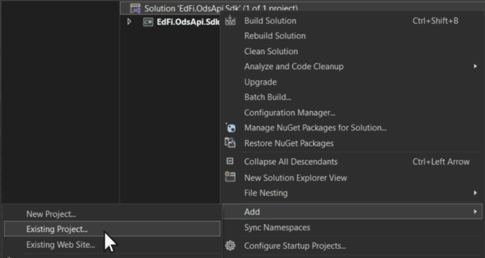 Solution 'EdFi.OdsApi.Sdk' (1 of 1 project)
EdFi.OdsApi.Sdk
Build Solution Ctrl+Shift+B
Rebuild Solution
Clean Solution
Analyze and Code Cleanup
Upgrade
Batch Build...
Configuration Manager...
Manage NuGet Packages for Solution...
Restore NuGet Packages
Collapse All Descendants Ctrl+Left Arrow
New Solution Explorer View
File Nesting
Add
Sync Namespaces
Configure Startup Projects...
New Project...
Existing Project...
Existing Web Site...